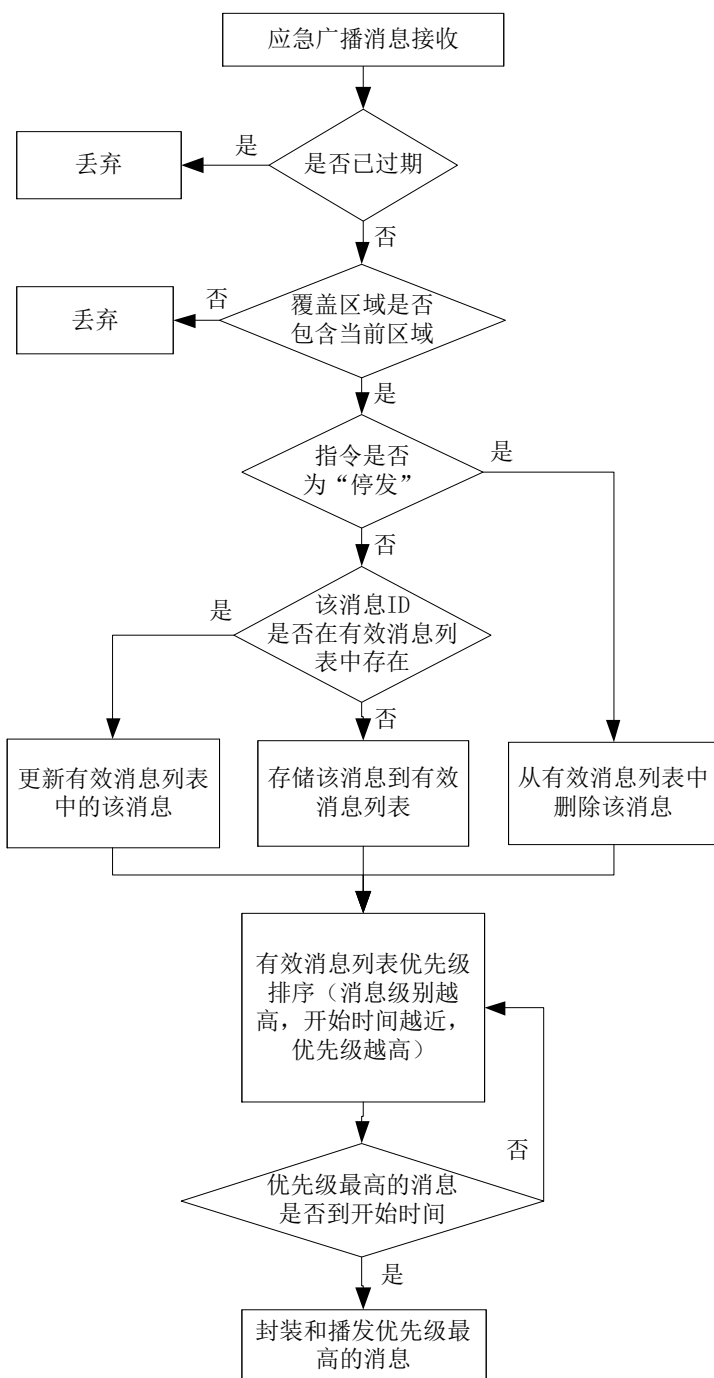 应急广播消息接收
是
丢弃
是否已过期
否
否
丢弃
覆盖区域是否
包含当前区域
是
指令是否
为“停发”
是
否
是
该消息ID
是否在有效消息列
表中存在
否
更新有效消息列表
中的该消息
存储该消息到有效
消息列表
从有效消息列表中
删除该消息
有效消息列表优先级
排序（消息级别越
高，开始时间越近，
优先级越高）
否
优先级最高的消息
是否到开始时间
是
封装和播发优先级最
高的消息